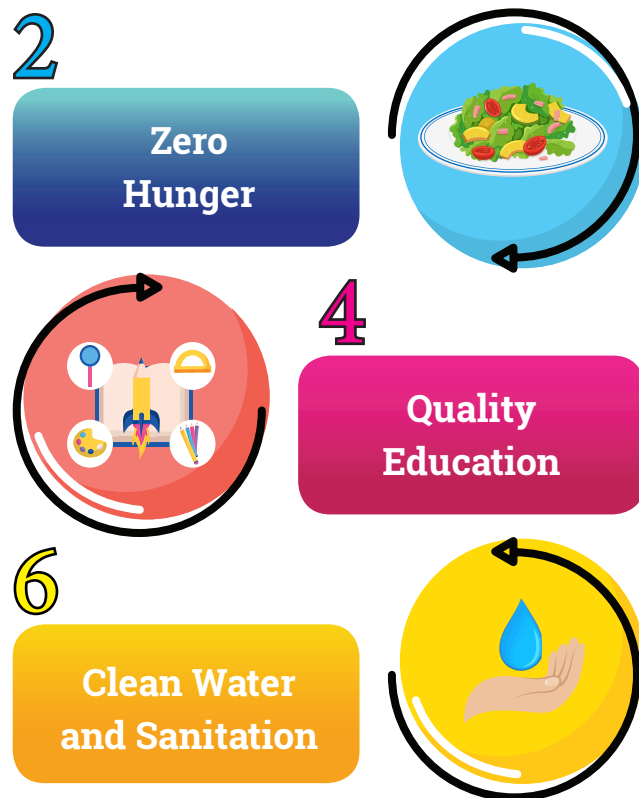 2
Zero
Hunger
4
Quality
Education
6
Clean Water
and Sanitation